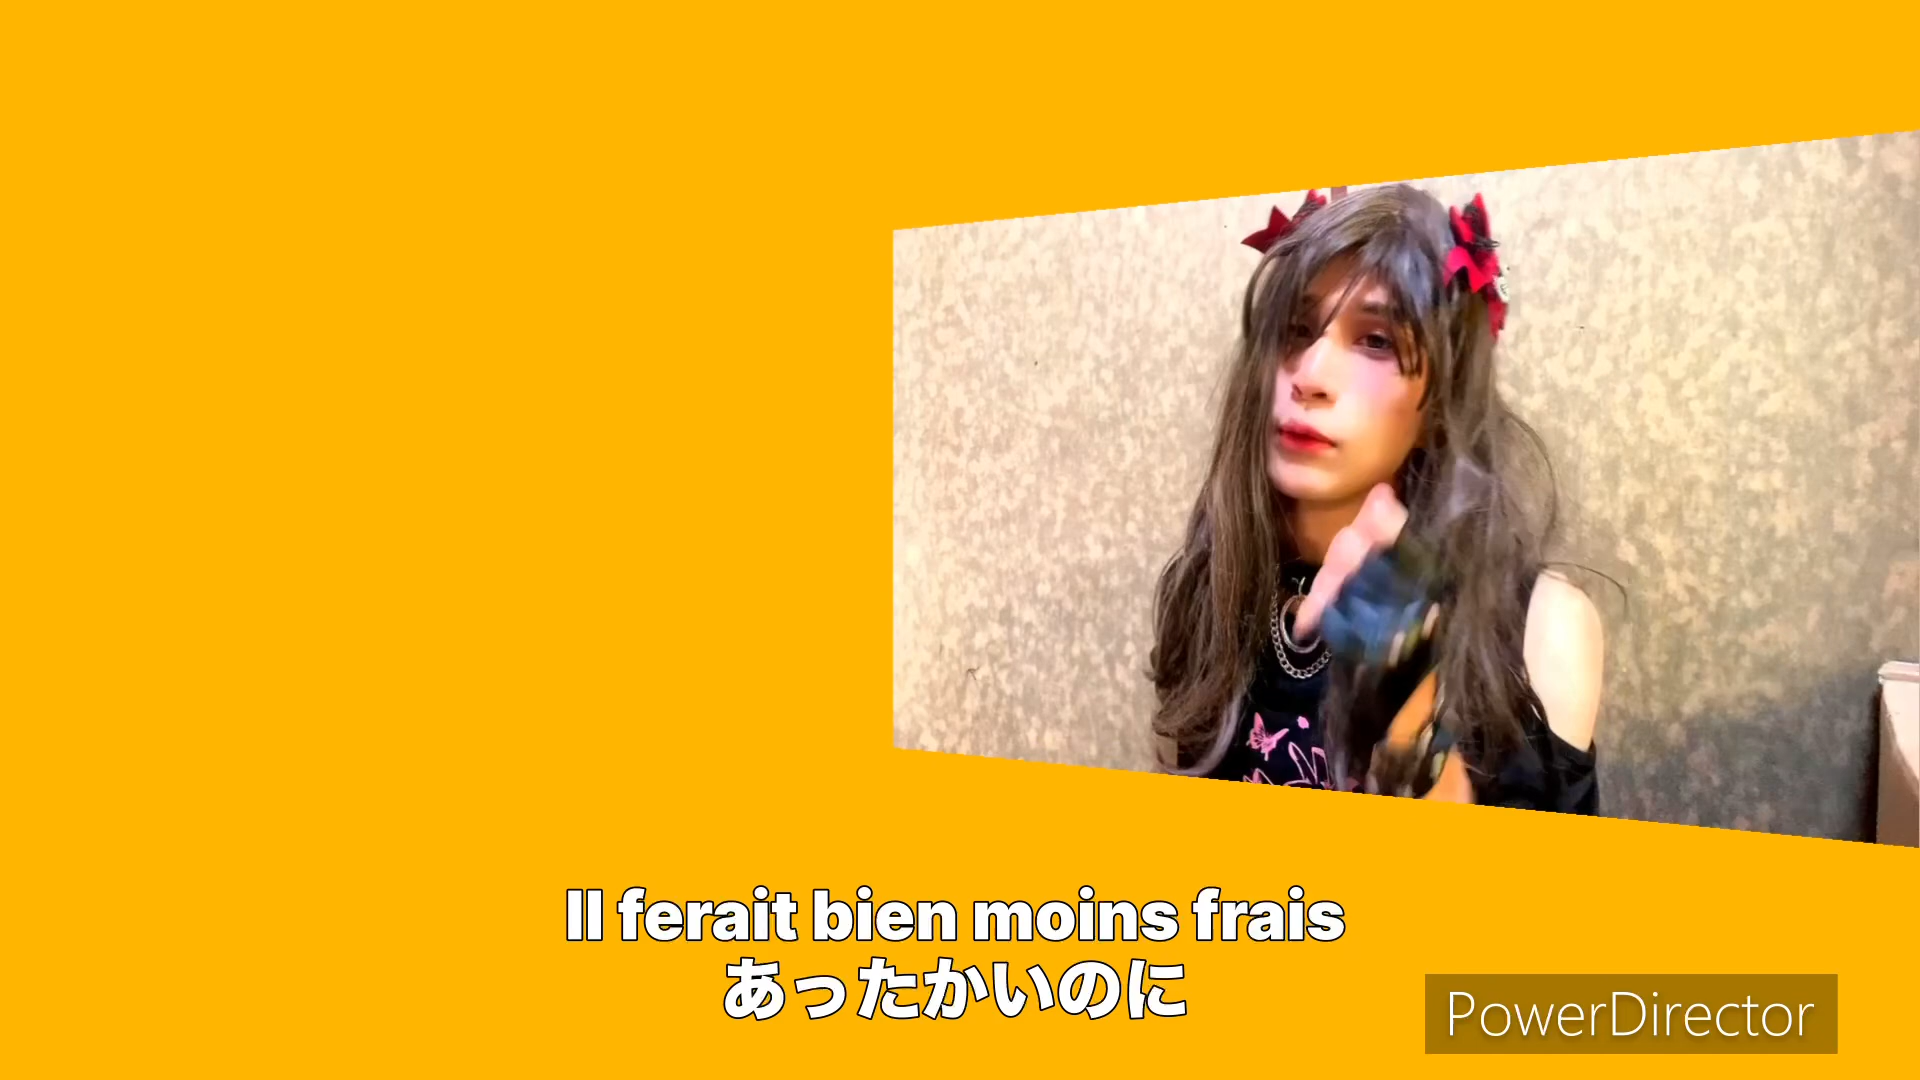 Il ferait bien moins frais
あったかいのに
PowerDirector